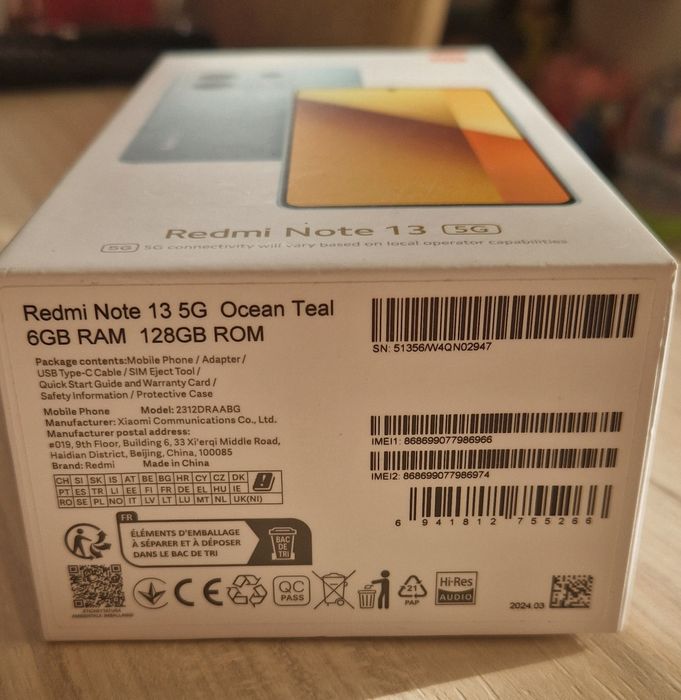 Redmi Note 13 5G
5G 5G connectivity will vary based on local operator capabilities
Redmi Note 13 5G Ocean Teal
6GB RAM 128GB ROM
Package contents:Mobile Phone / Adapter /
USB Type-C Cable / SIM Eject Tool /
Quick Start Guide and Warranty Card /
Safety Information / Protective Case
Mobile Phone Model: 2312DRAABG
Manufacturer: Xiaomi Communications Co., Ltd.
Manufacturer postal address:
#019, 9th Floor, Building 6, 33 Xi'erqi Middle Road,
Haidian District, Beijing, China, 100085
Brand: Redmi Made in China
CH SI SK IS AT BE BG HR CY CZ DK
PT ES TR LI EE FI FR DE EL HU IE
RO SE PL NO IT LV LT LU MT NL UK(NI)
SN: 51356/W4QN02947
IMEI1: 868699077986966
IMEI2: 868699077986974
6 941812 755266
FR
ÉLÉMENTS D'EMBALLAGE
À SÉPARER ET À DÉPOSER
DANS LE BAC DE TRI
BAC
DE
TRI
CE
QC
PASS
21
PAP
Hi-Res
AUDIO
2024.03